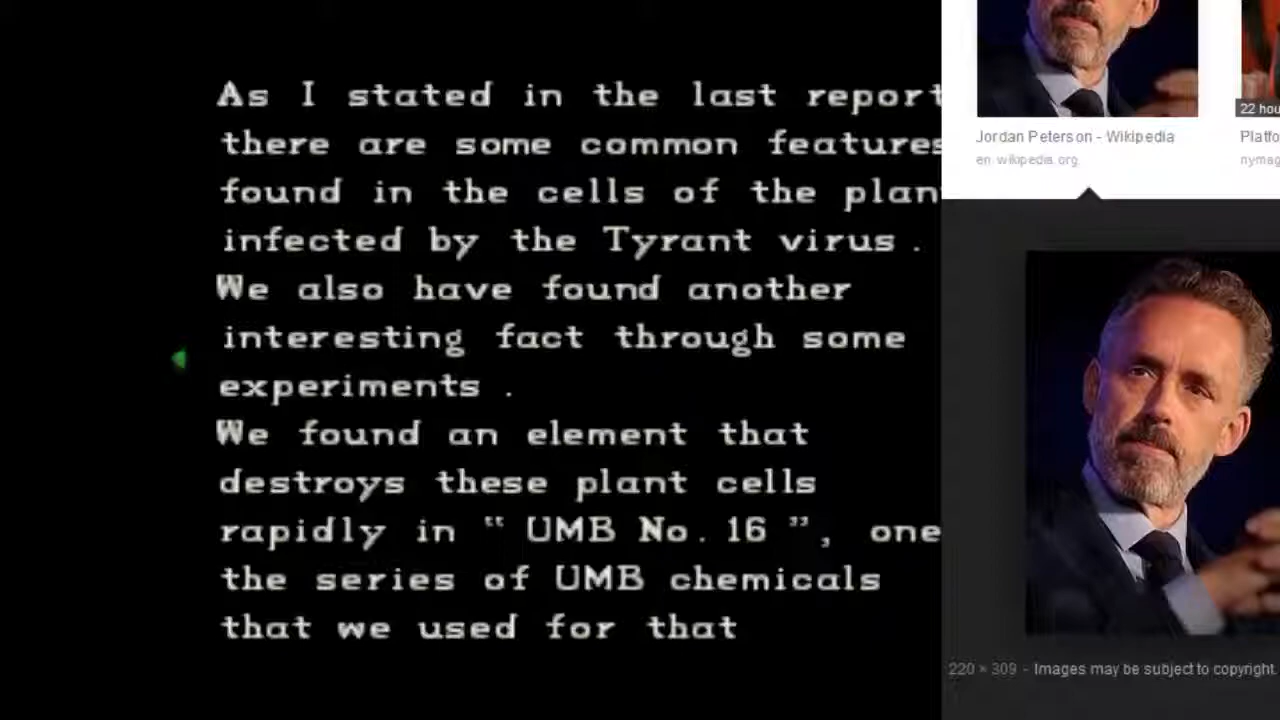 As I stated in the last report
there are some common features
found in the cells of the plan
infected by the Tyrant virus .
We also have found another
interesting fact through some
experiments .
We found an element that
destroys these plant cells
rapidly in “ UMB No. 16 ”, one
the series of UMB chemicals
that we used for that
22 hou
Jordan Peterson - Wikipedia
en.wikipedia.org
Platfo
nymag
220 × 309 - Images may be subject to copyright.